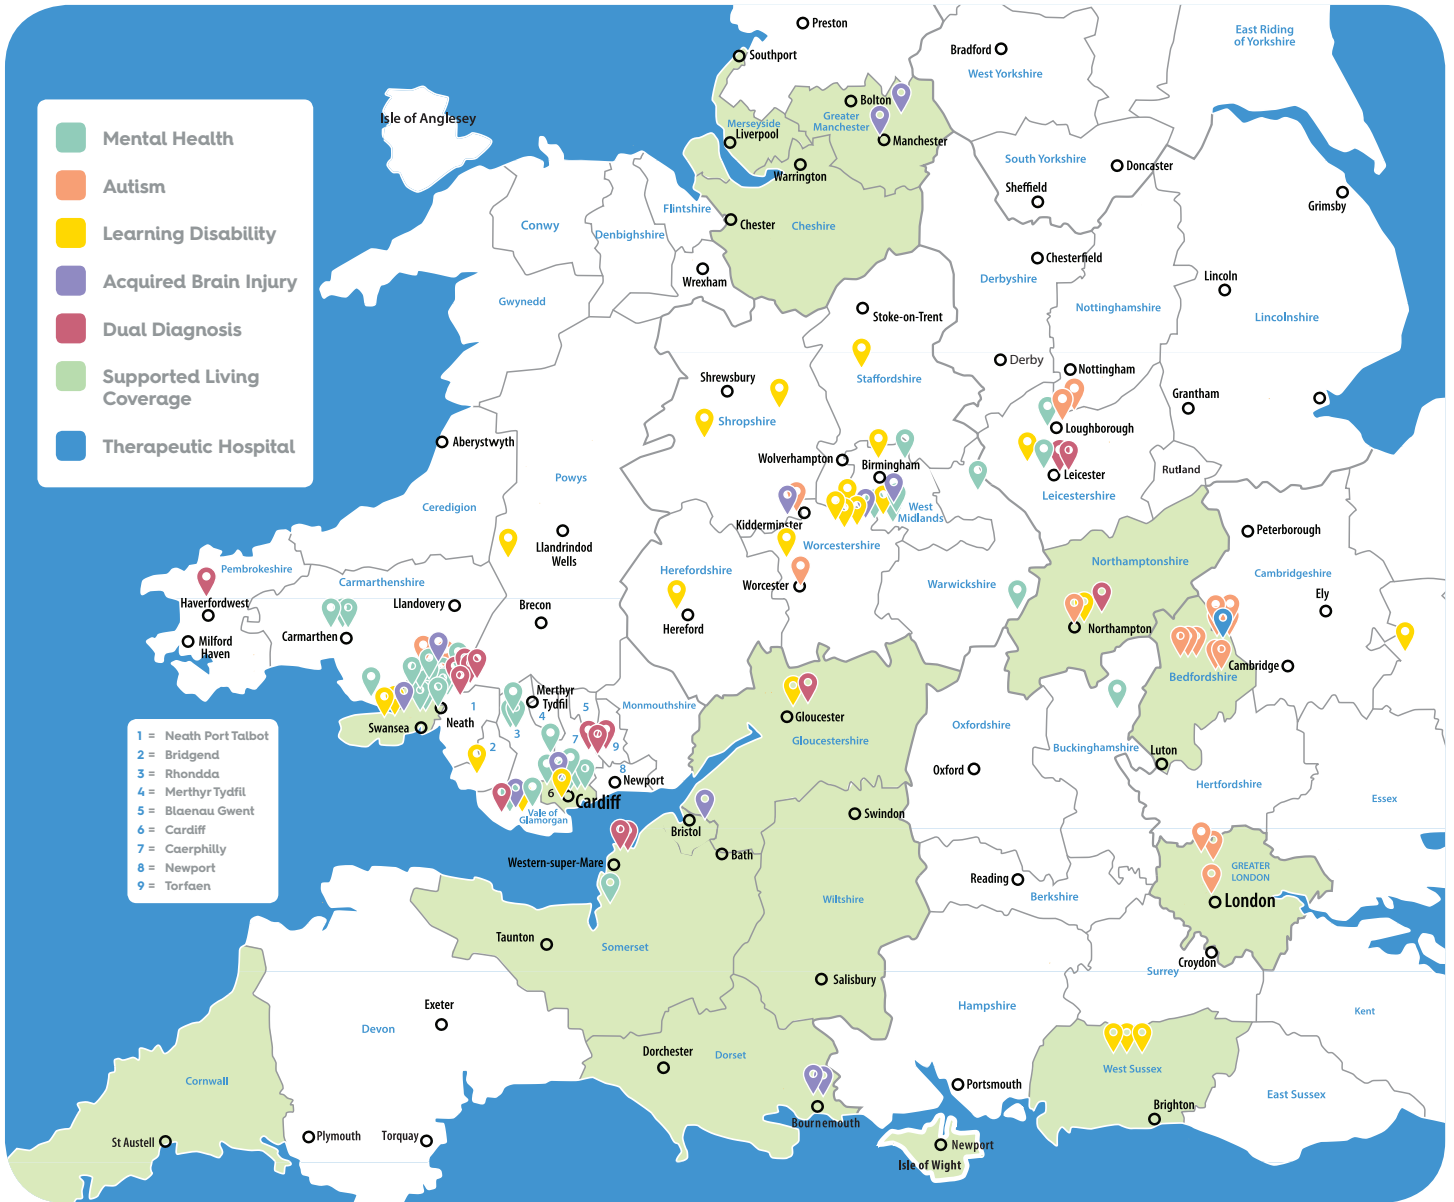 Mental Health
Autism
Learning Disability
Acquired Brain Injury
Dual Diagnosis
Supported Living
Coverage
Therapeutic Hospital
1 = Neath Port Talbot
2 = Bridgend
3 = Rhondda
4 = Merthyr Tydfil
5 = Blaenau Gwent
6 = Cardiff
7 = Caerphilly
8 = Newport
9 = Torfaen
Preston
Southport
Bradford
West Yorkshire
East Riding
of Yorkshire
Isle of Anglesey
Bolton
Merseyside
Liverpool
Greater
Manchester
Manchester
Warrington
South Yorkshire
Doncaster
Sheffield
Grimsby
Flintshire
Conwy
Denbighshire
Chester
Cheshire
Wrexham
Chesterfield
Derbyshire
Lincoln
Gwynedd
Nottinghamshire
Lincolnshire
Stoke-on-Trent
Derby
Nottingham
Shrewsbury
Staffordshire
Grantham
Shropshire
Loughborough
Aberystwyth
Wolverhampton
Birmingham
Rutland
Leicester
Leicestershire
Powys
Ceredigion
West
Midlands
Kidderminster
Peterborough
Llandrindod
Wells
Worcestershire
Northamptonshire
Pembrokeshire
Carmarthenshire
Herefordshire
Worcester
Warwickshire
Cambridgeshire
Ely
Haverfordwest
Llandovery
Brecon
Hereford
Northampton
Milford
Haven
Carmarthen
Cambridge
Bedfordshire
Merthyr
Tydfil
Monmouthshire
1
2
3
4
5
7
9
8
6
Swansea
Neath
Gloucester
Gloucestershire
Oxfordshire
Buckinghamshire
Luton
Oxford
Hertfordshire
Essex
Newport
Cardiff
Vale of
Glamorgan
Bristol
Swindon
Bath
Western-super-Mare
Reading
Berkshire
GREATER
LONDON
London
Wiltshire
Taunton
Somerset
Croydon
Surrey
Salisbury
Hampshire
Kent
Exeter
Devon
Dorchester
Dorset
West Sussex
Cornwall
Portsmouth
East Sussex
Brighton
Bournemouth
St Austell
Plymouth
Torquay
Newport
Isle of Wight